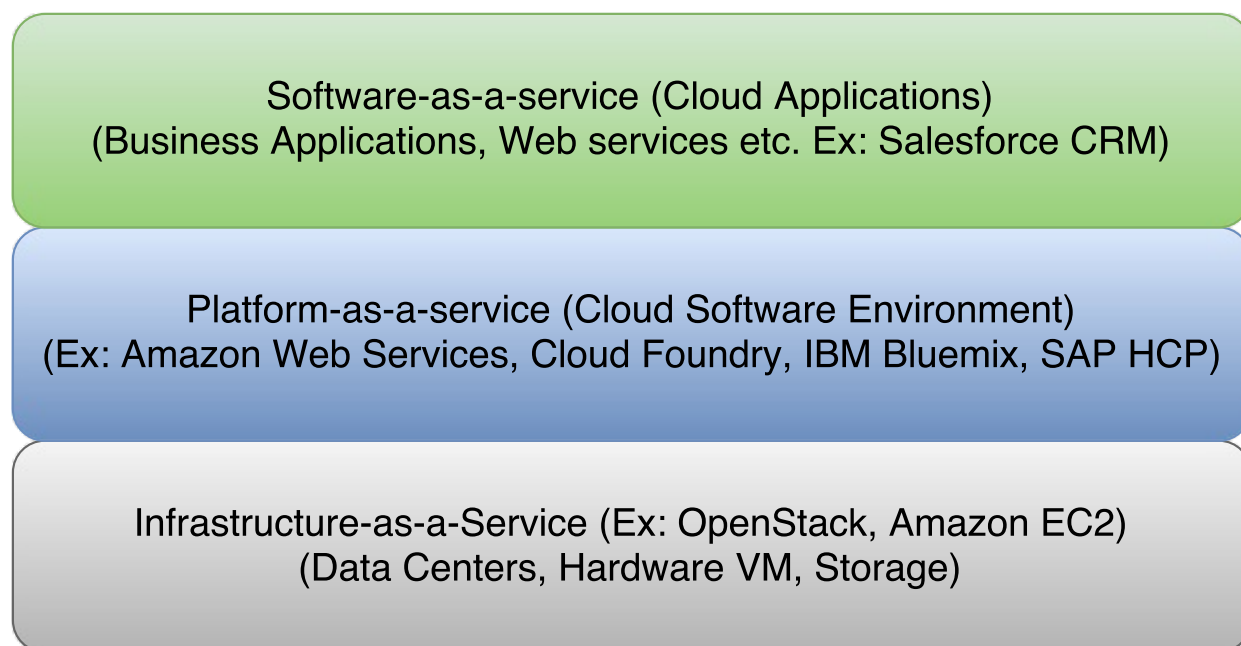 Software-as-a-service (Cloud Applications)
(Business Applications, Web services etc. Ex: Salesforce CRM)
Platform-as-a-service (Cloud Software Environment)
(Ex: Amazon Web Services, Cloud Foundry, IBM Bluemix, SAP HCP)
Infrastructure-as-a-Service (Ex: OpenStack, Amazon EC2)
(Data Centers, Hardware VM, Storage)